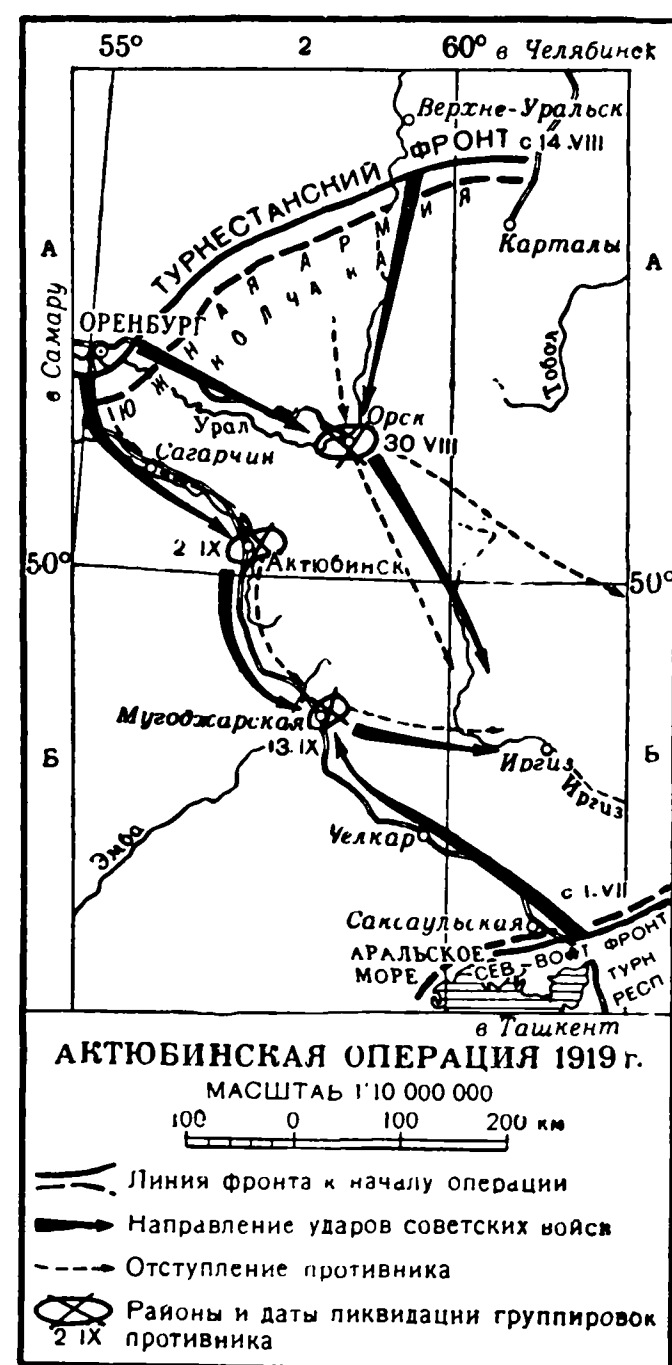 55° 2 60° в Челябинск
Верхне-Уральск
ТУРКЕСТАНСКИЙ ФРОНТ с 14.VIII
ЮЖНАЯ АРМИЯ
КОЛЧАКА
А
А
Карталы
в Самару
ОРЕНБУРГ
Тобол
Урал
Орск
30 VIII
Сагарчин
2 IX
Актюбинск
50°
50°
Мугоджарская
13.IX
Б
Б
Иргиз
Иргиз
Эмба
Челкар
с 1.VII
Саксаульская
АРАЛЬСКОЕ
МОРЕ
СЕВ-ВОСТ ФРОНТ
ТУРК
РЕСП
в Ташкент
АКТЮБИНСКАЯ ОПЕРАЦИЯ 1919 г.
МАСШТАБ 1:10 000 000
100 0 100 200 км
Линия фронта к началу операции
Направление ударов советских войск
Отступление противника
Районы и даты ликвидации группировок
2 IX противника